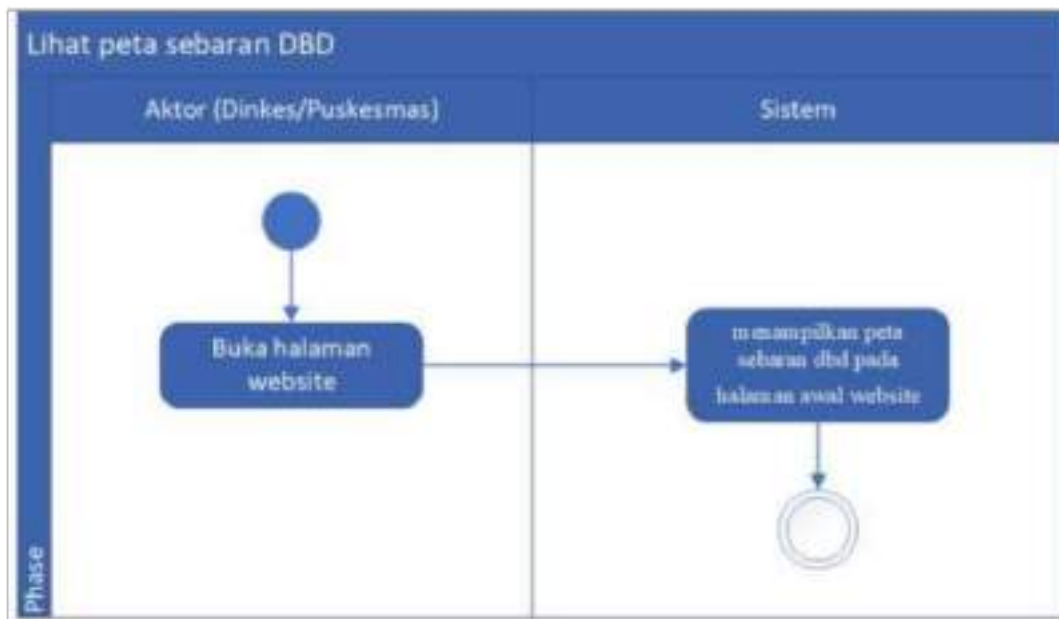 Lihat peta sebaran DBD
Aktor (Dinkes/Puskesmas)
Sistem
Buka halaman
website
menampilkan peta
sebaran dbd pada
halaman awal website
Phase